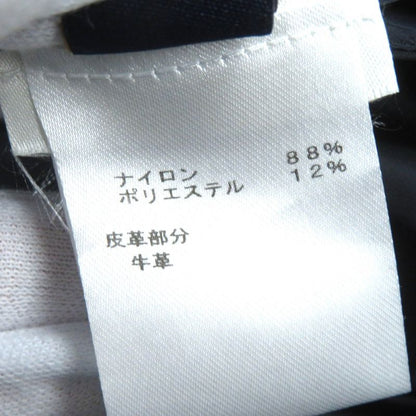 ナイロン 88%
ポリエステル 12%
皮革部分
牛革